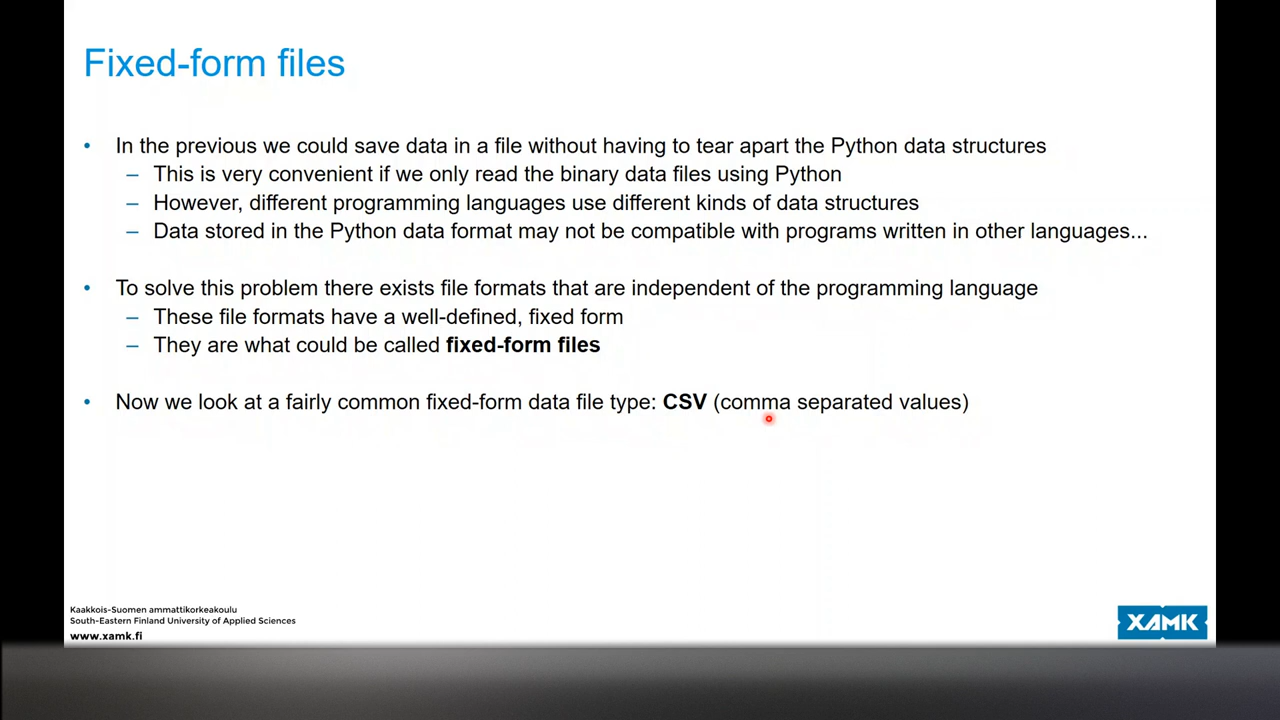 Fixed-form files
• In the previous we could save data in a file without having to tear apart the Python data structures
– This is very convenient if we only read the binary data files using Python
– However, different programming languages use different kinds of data structures
– Data stored in the Python data format may not be compatible with programs written in other languages...
• To solve this problem there exists file formats that are independent of the programming language
– These file formats have a well-defined, fixed form
– They are what could be called fixed-form files
• Now we look at a fairly common fixed-form data file type: CSV (comma separated values)
Kaakkois-Suomen ammattikorkeakoulu
South-Eastern Finland University of Applied Sciences
www.xamk.fi
XAMK